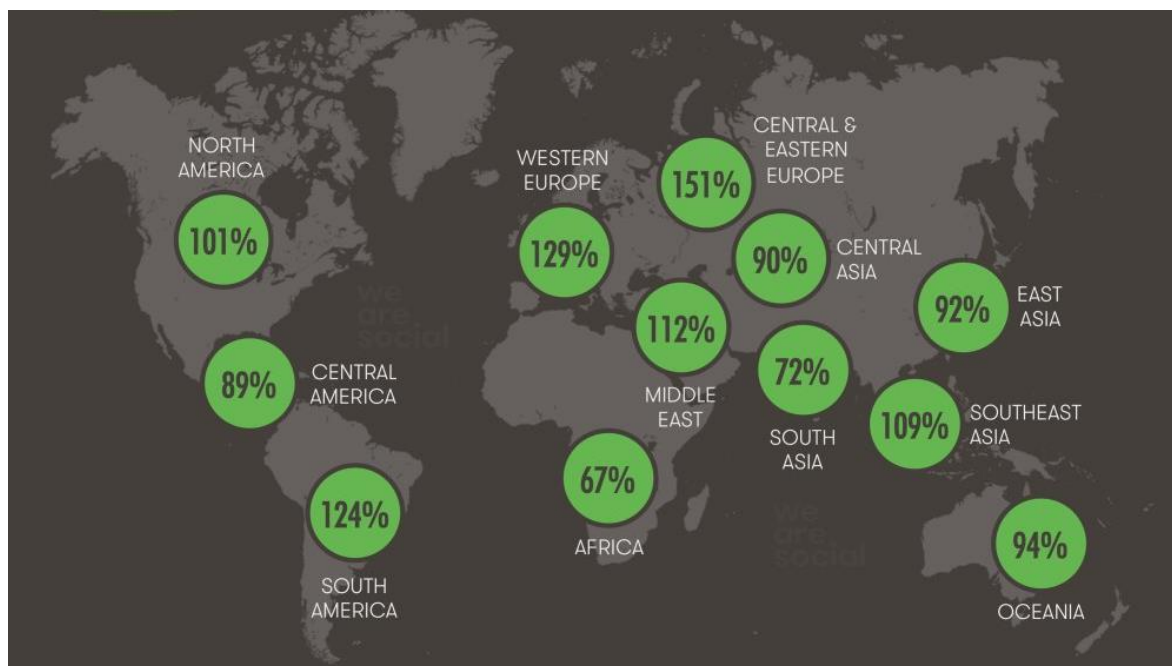 NORTH
AMERICA
101%
WESTERN
EUROPE
129%
CENTRAL &
EASTERN
EUROPE
151%
90%
CENTRAL
ASIA
92%
EAST
ASIA
112%
MIDDLE
EAST
72%
SOUTH
ASIA
89%
CENTRAL
AMERICA
109%
SOUTHEAST
ASIA
67%
AFRICA
124%
SOUTH
AMERICA
94%
OCEANIA
we
are
social
we
are
social